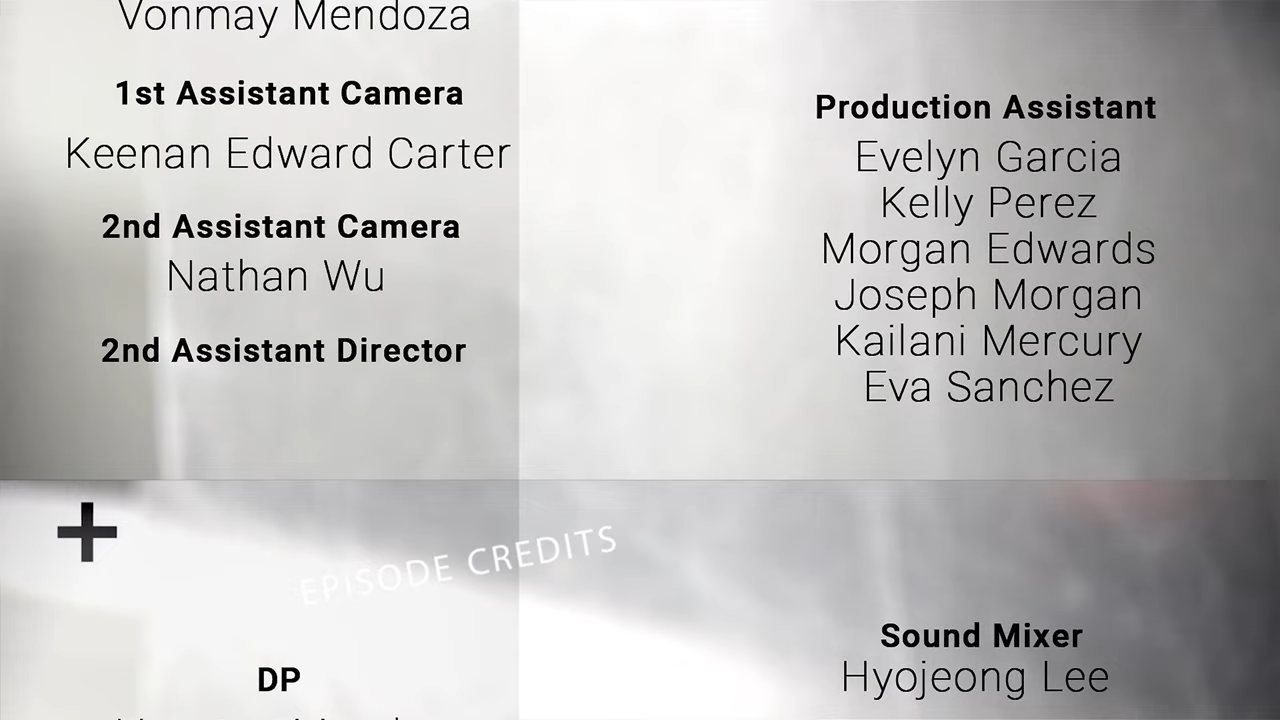 Vonmay Mendoza
1st Assistant Camera
Keenan Edward Carter
2nd Assistant Camera
Nathan Wu
2nd Assistant Director
Production Assistant
Evelyn Garcia
Kelly Perez
Morgan Edwards
Joseph Morgan
Kailani Mercury
Eva Sanchez
+
EPISODE CREDITS
DP
Sound Mixer
Hyojeong Lee